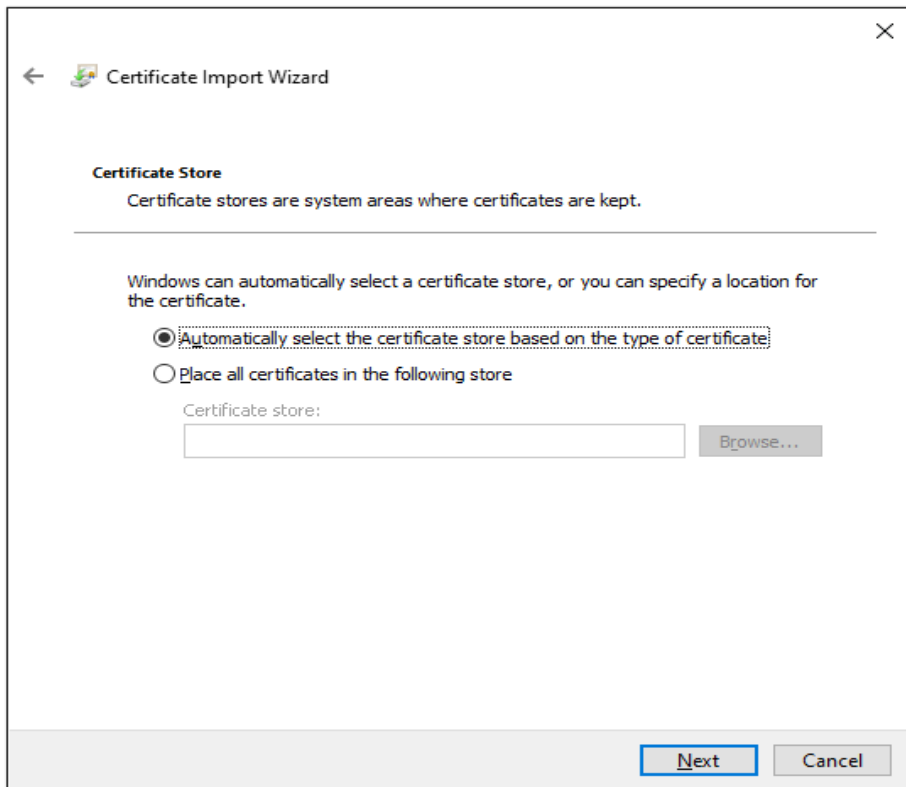 Certificate Import Wizard
Certificate Store
Certificate stores are system areas where certificates are kept.
Windows can automatically select a certificate store, or you can specify a location for
the certificate.
Automatically select the certificate store based on the type of certificate
Place all certificates in the following store
Certificate store:
Browse...
Next
Cancel